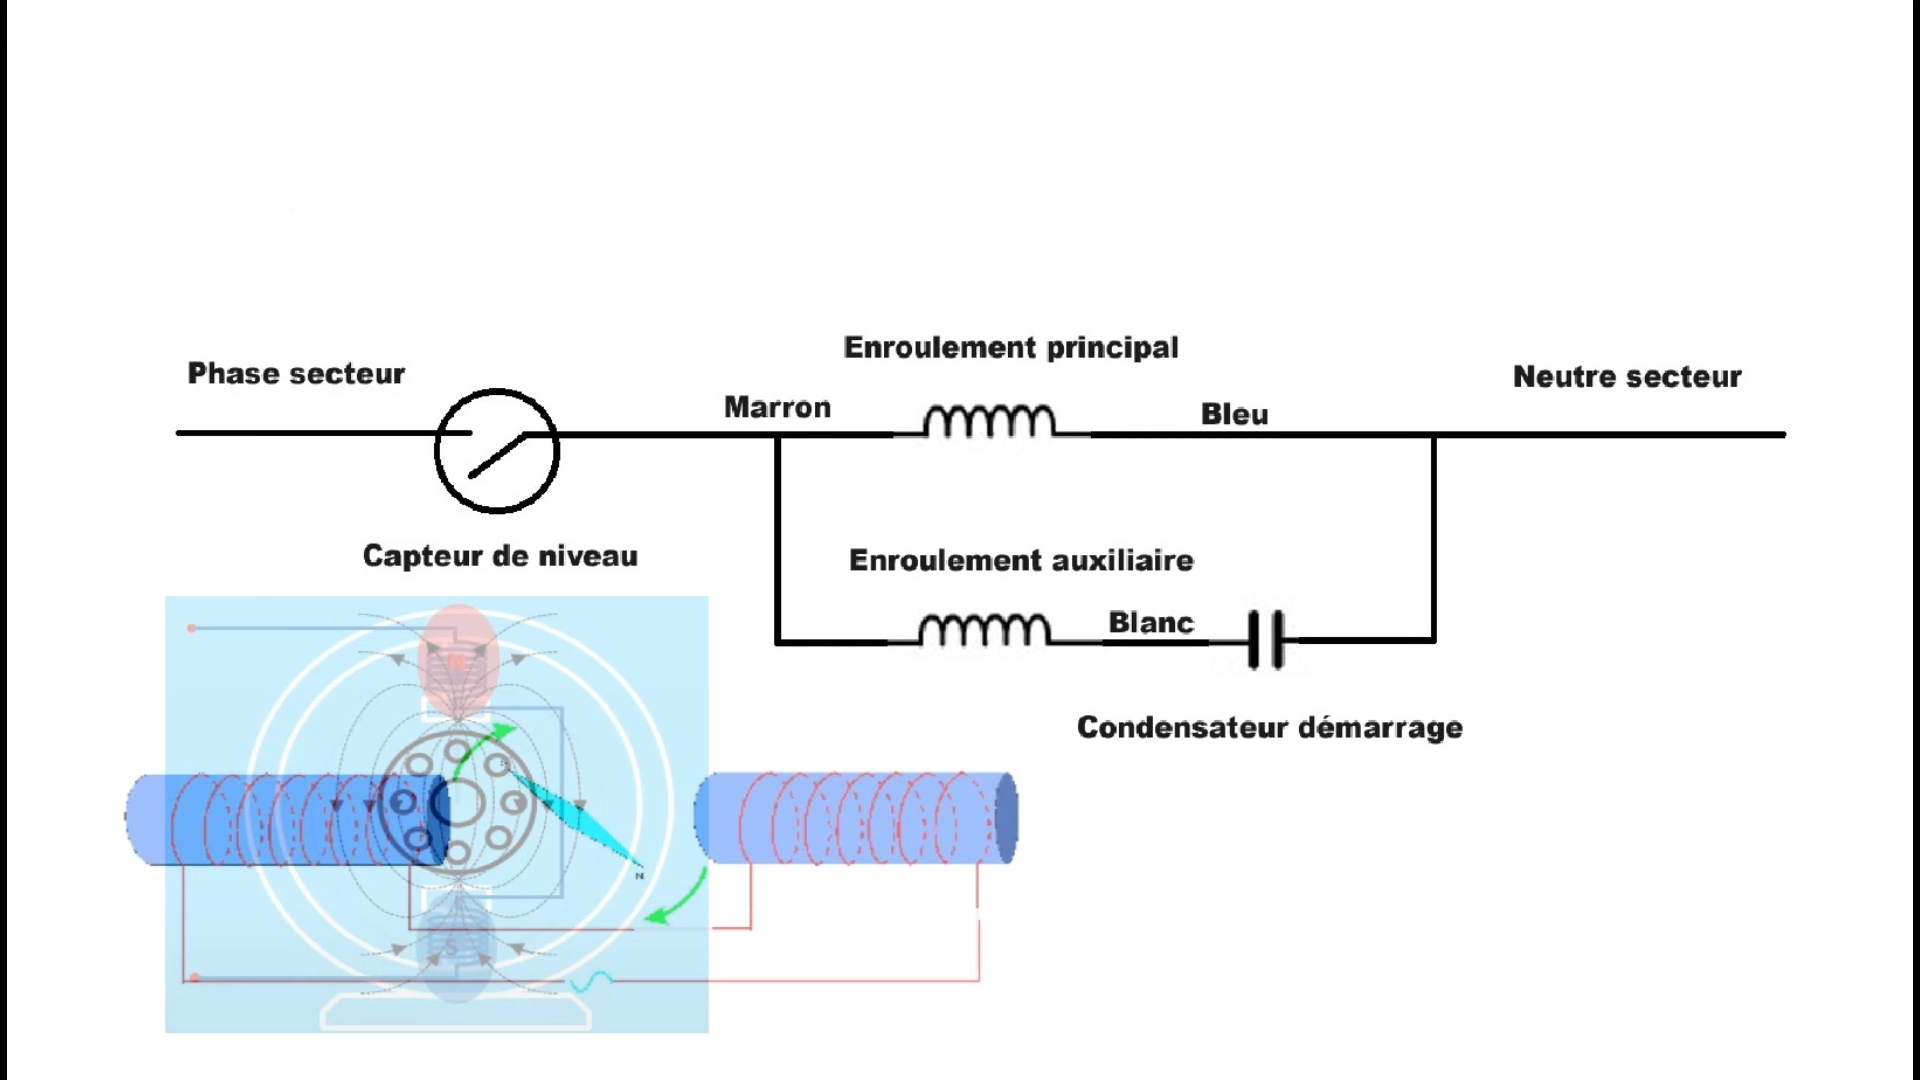 Enroulement principal
Phase secteur
Neutre secteur
Marron
Bleu
Capteur de niveau
Enroulement auxiliaire
Blanc
N
Condensateur démarrage
N
S